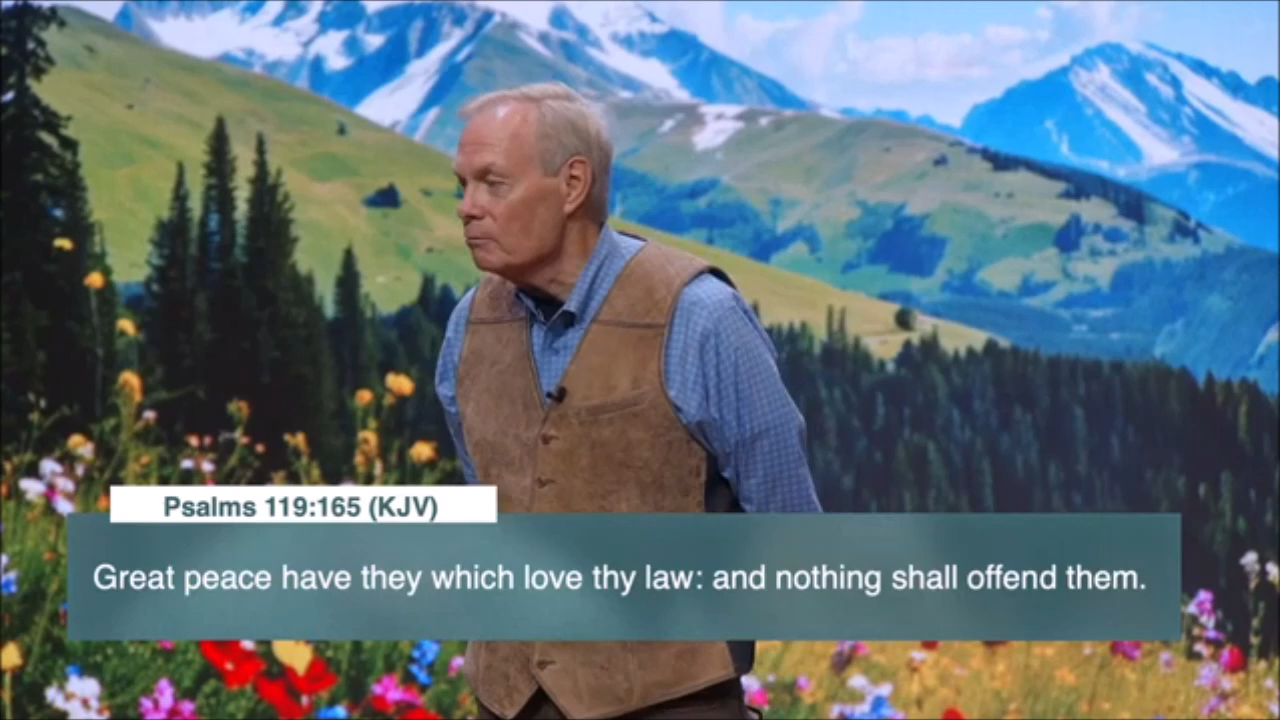 Psalms 119:165 (KJV)
Great peace have they which love thy law: and nothing shall offend them.